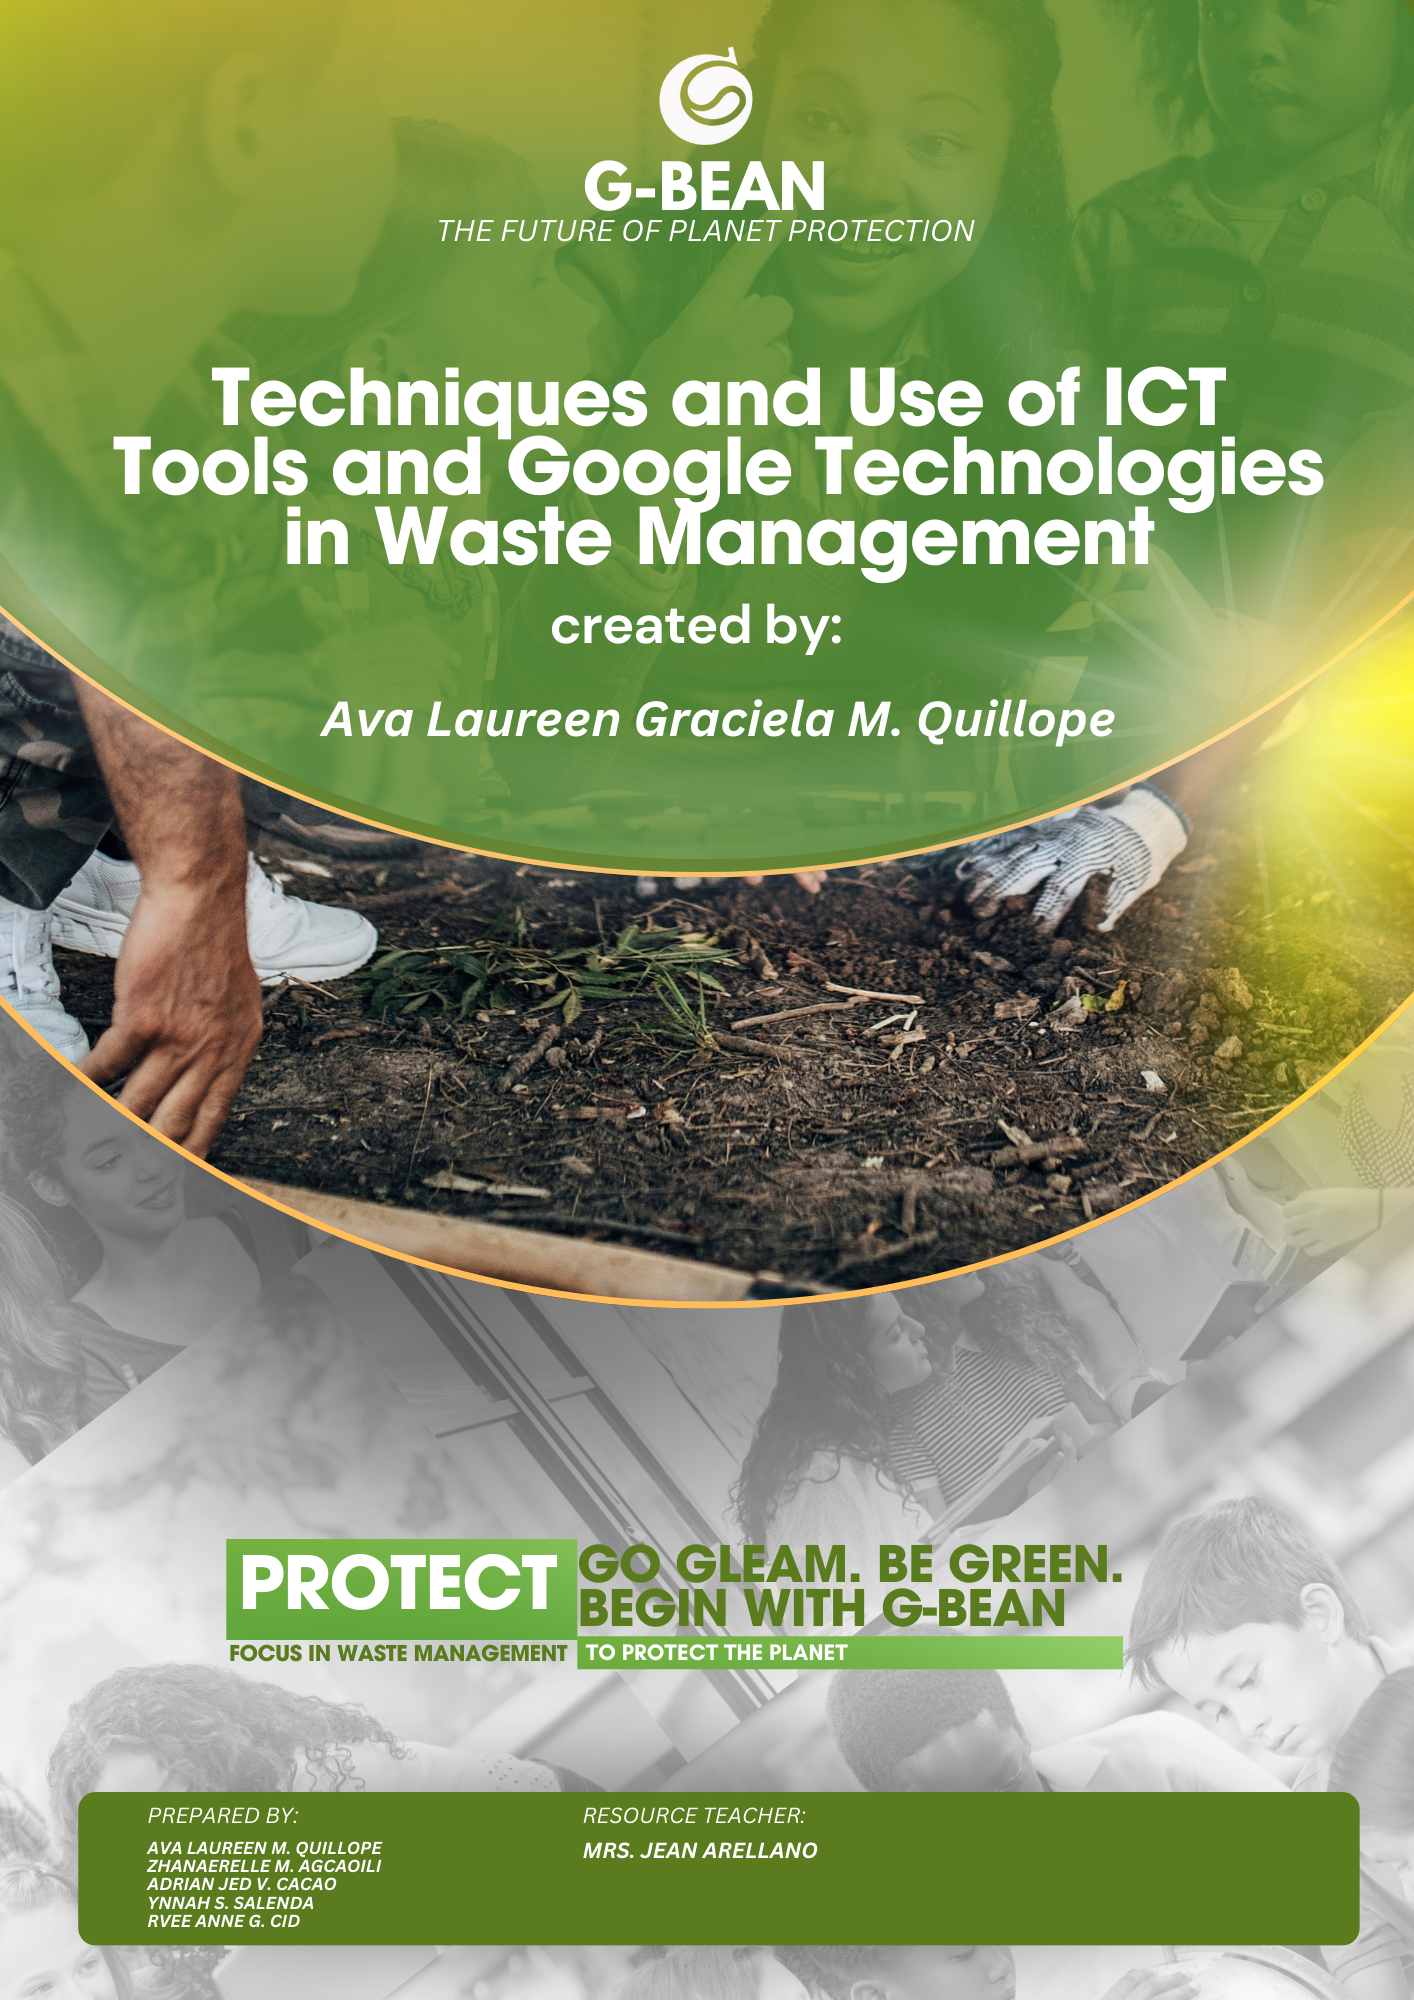 G-BEAN
THE FUTURE OF PLANET PROTECTION
Techniques and Use of ICT
Tools and Google Technologies
in Waste Management
created by:
Ava Laureen Graciela M. Quillope
PROTECT
FOCUS IN WASTE MANAGEMENT
GO GLEAM. BE GREEN.
BEGIN WITH G-BEAN
TO PROTECT THE PLANET
PREPARED BY:
AVA LAUREEN M. QUILLOPE
ZHANAERELLE M. AGCAOILI
ADRIAN JED V. CACAO
YNNAH S. SALENDA
RVEE ANNE G. CID
RESOURCE TEACHER:
MRS. JEAN ARELLANO